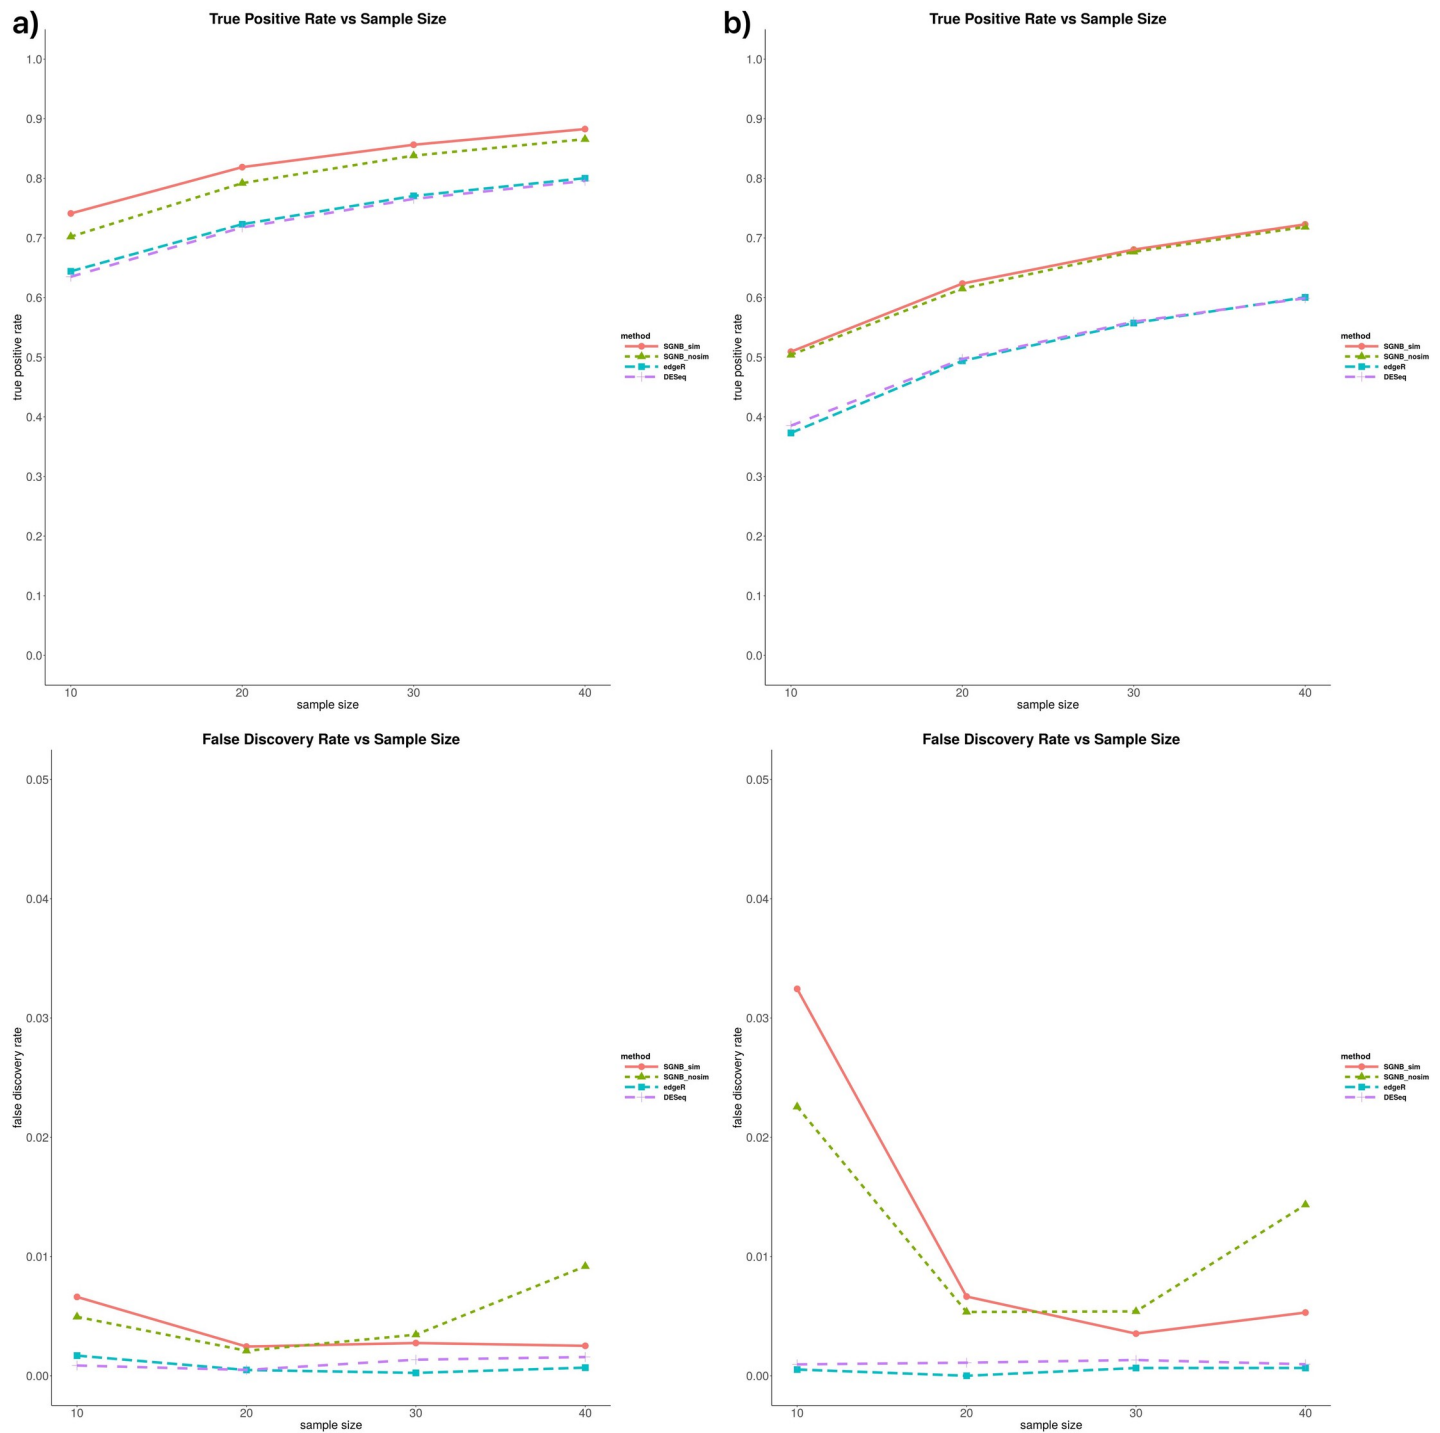 a)
True Positive Rate vs Sample Size
1.0
0.9
0.8
0.7
0.6
0.5
0.4
0.3
0.2
0.1
0.0
true positive rate
10 20 30 40
sample size
method
SGNB_sim
SGNB_nosim
edgeR
DESeq
b)
True Positive Rate vs Sample Size
1.0
0.9
0.8
0.7
0.6
0.5
0.4
0.3
0.2
0.1
0.0
true positive rate
10 20 30 40
sample size
method
SGNB_sim
SGNB_nosim
edgeR
DESeq
False Discovery Rate vs Sample Size
0.05
0.04
0.03
0.02
0.01
0.00
false discovery rate
10 20 30 40
sample size
method
SGNB_sim
SGNB_nosim
edgeR
DESeq
False Discovery Rate vs Sample Size
0.05
0.04
0.03
0.02
0.01
0.00
false discovery rate
10 20 30 40
sample size
method
SGNB_sim
SGNB_nosim
edgeR
DESeq